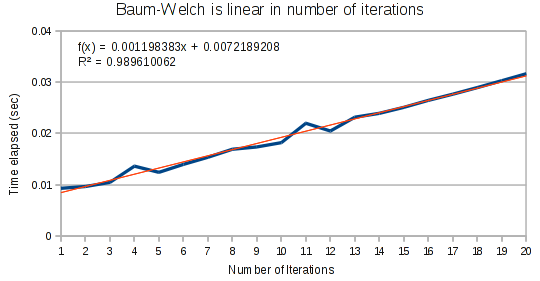 Baum-Welch is linear in number of iterations
0.04
f(x) = 0.001198383x + 0.0072189208
R² = 0.989610062
0.03
0.02
0.01
0
Time elapsed (sec)
1 2 3 4 5 6 7 8 9 10 11 12 13 14 15 16 17 18 19 20
Number of Iterations